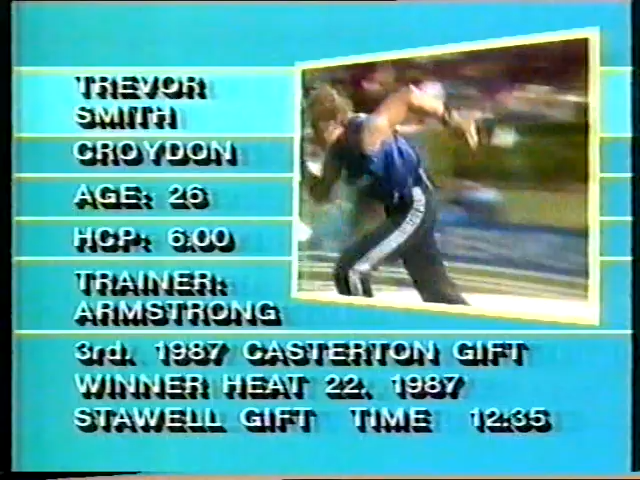 TREVOR
SMITH
CROYDON
AGE: 26
HCP: 6.00
TRAINER:
ARMSTRONG
3rd. 1987 CASTERTON GIFT
WINNER HEAT 22. 1987
STAWELL GIFT TIME 12:35